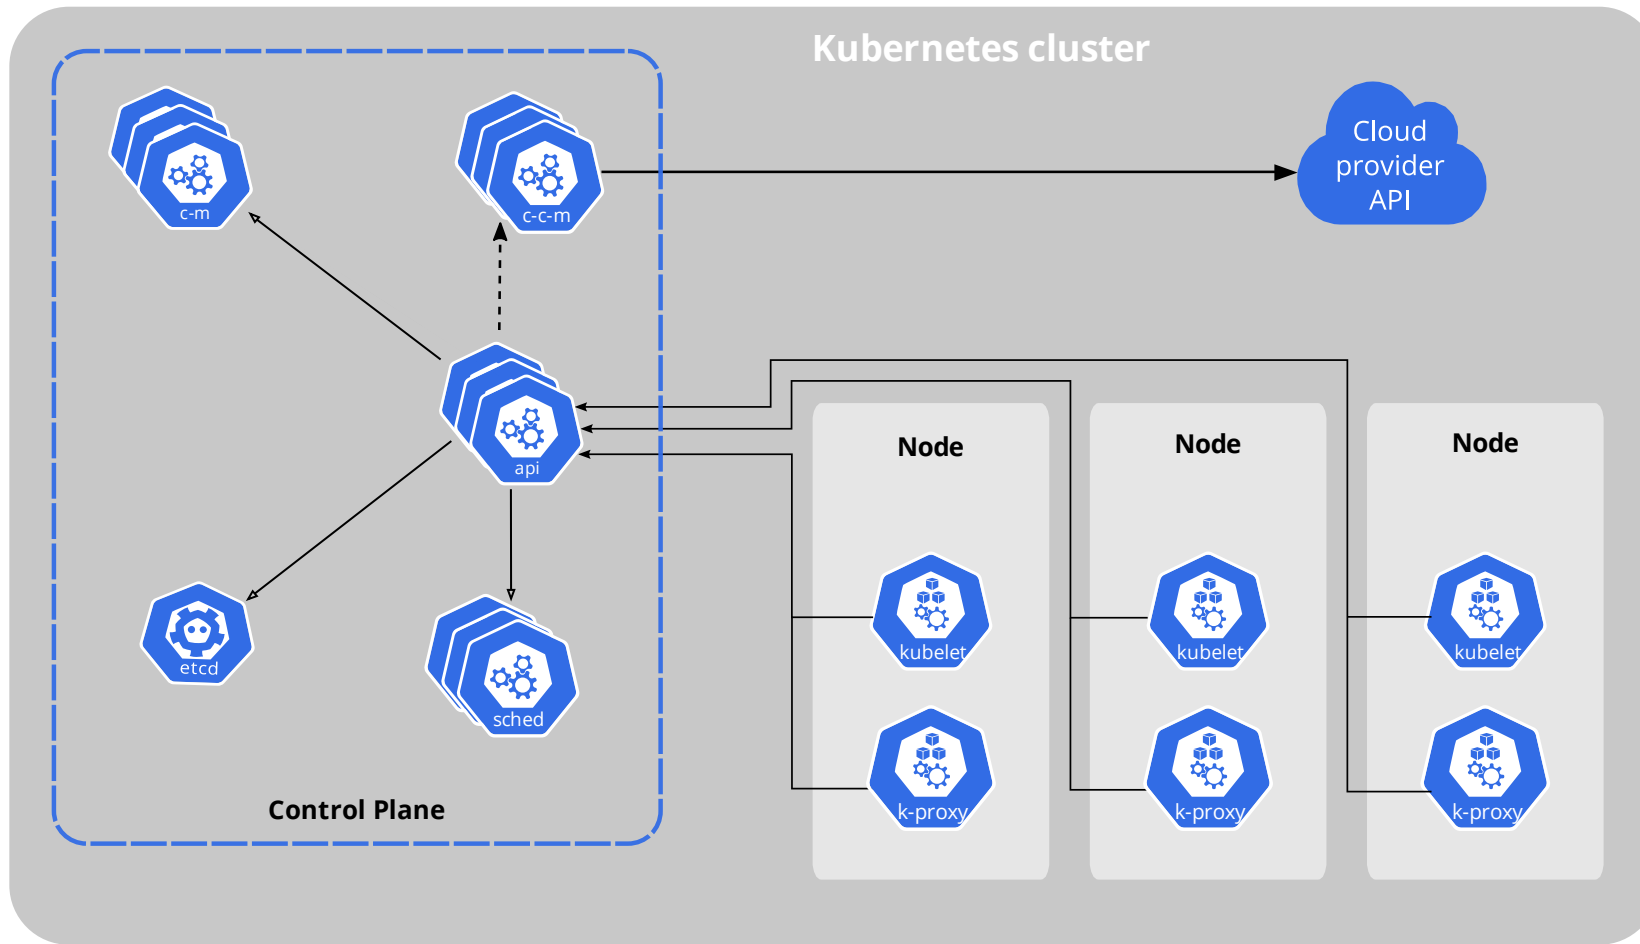 Kubernetes cluster
c-m
c-c-m
Cloud
provider
API
api
Node
Node
Node
etcd
sched
kubelet
kubelet
kubelet
k-proxy
k-proxy
k-proxy
Control Plane